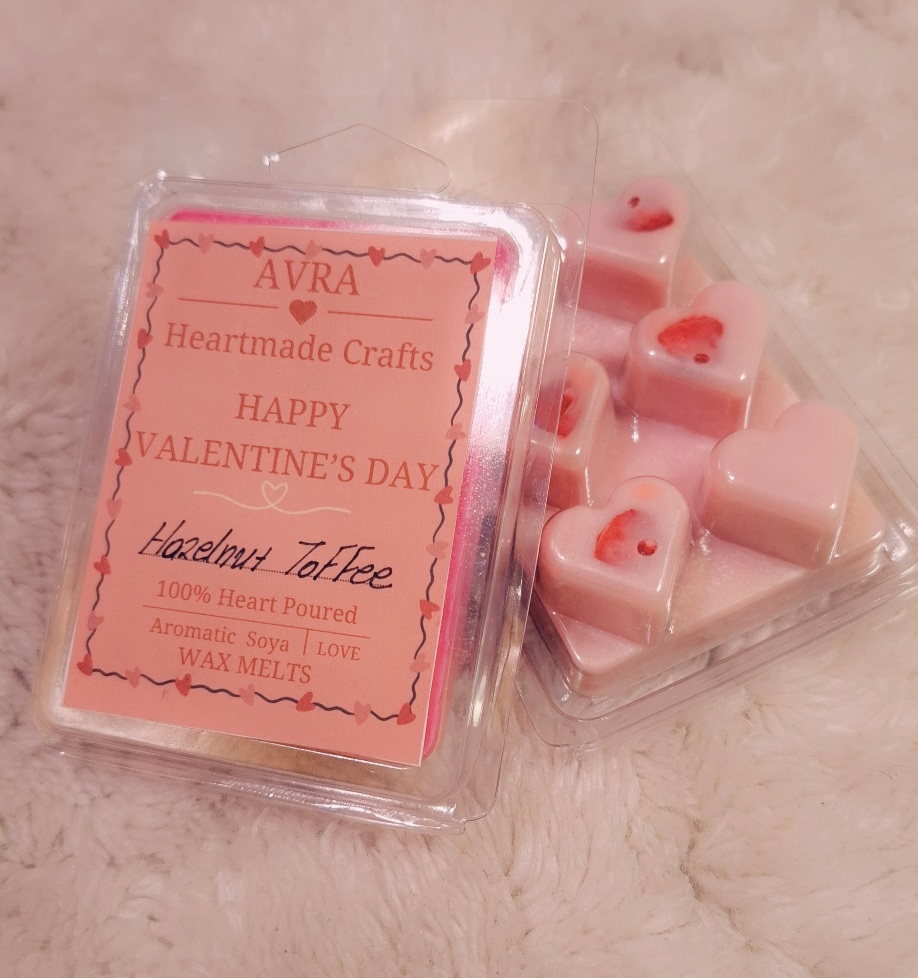 AVRA
Heartmade Crafts
HAPPY
VALENTINE'S DAY
Hazelnut Toffee
100% Heart Poured
Aromatic Soya | LOVE
WAX MELTS